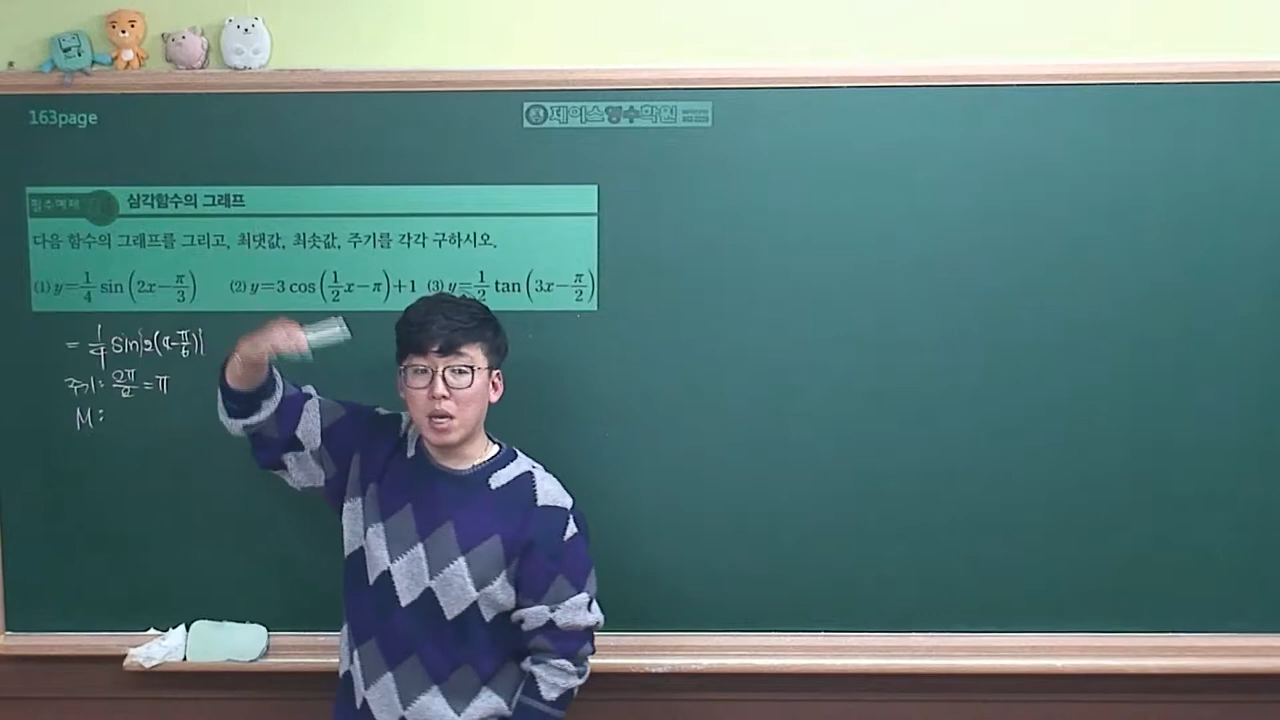 163page
제이스영수학원
필수예제
삼각함수의 그래프
다음 함수의 그래프를 그리고, 최댓값, 최솟값, 주기를 각각 구하시오.
(1) y=1/4 sin(2x-π/3) (2) y=3 cos(1/2x-π)+1 (3) y=1/2 tan(3x-π/2)
= 1/4 Sin{2(x-π/6)}
주기: 2π/2 = π
M: